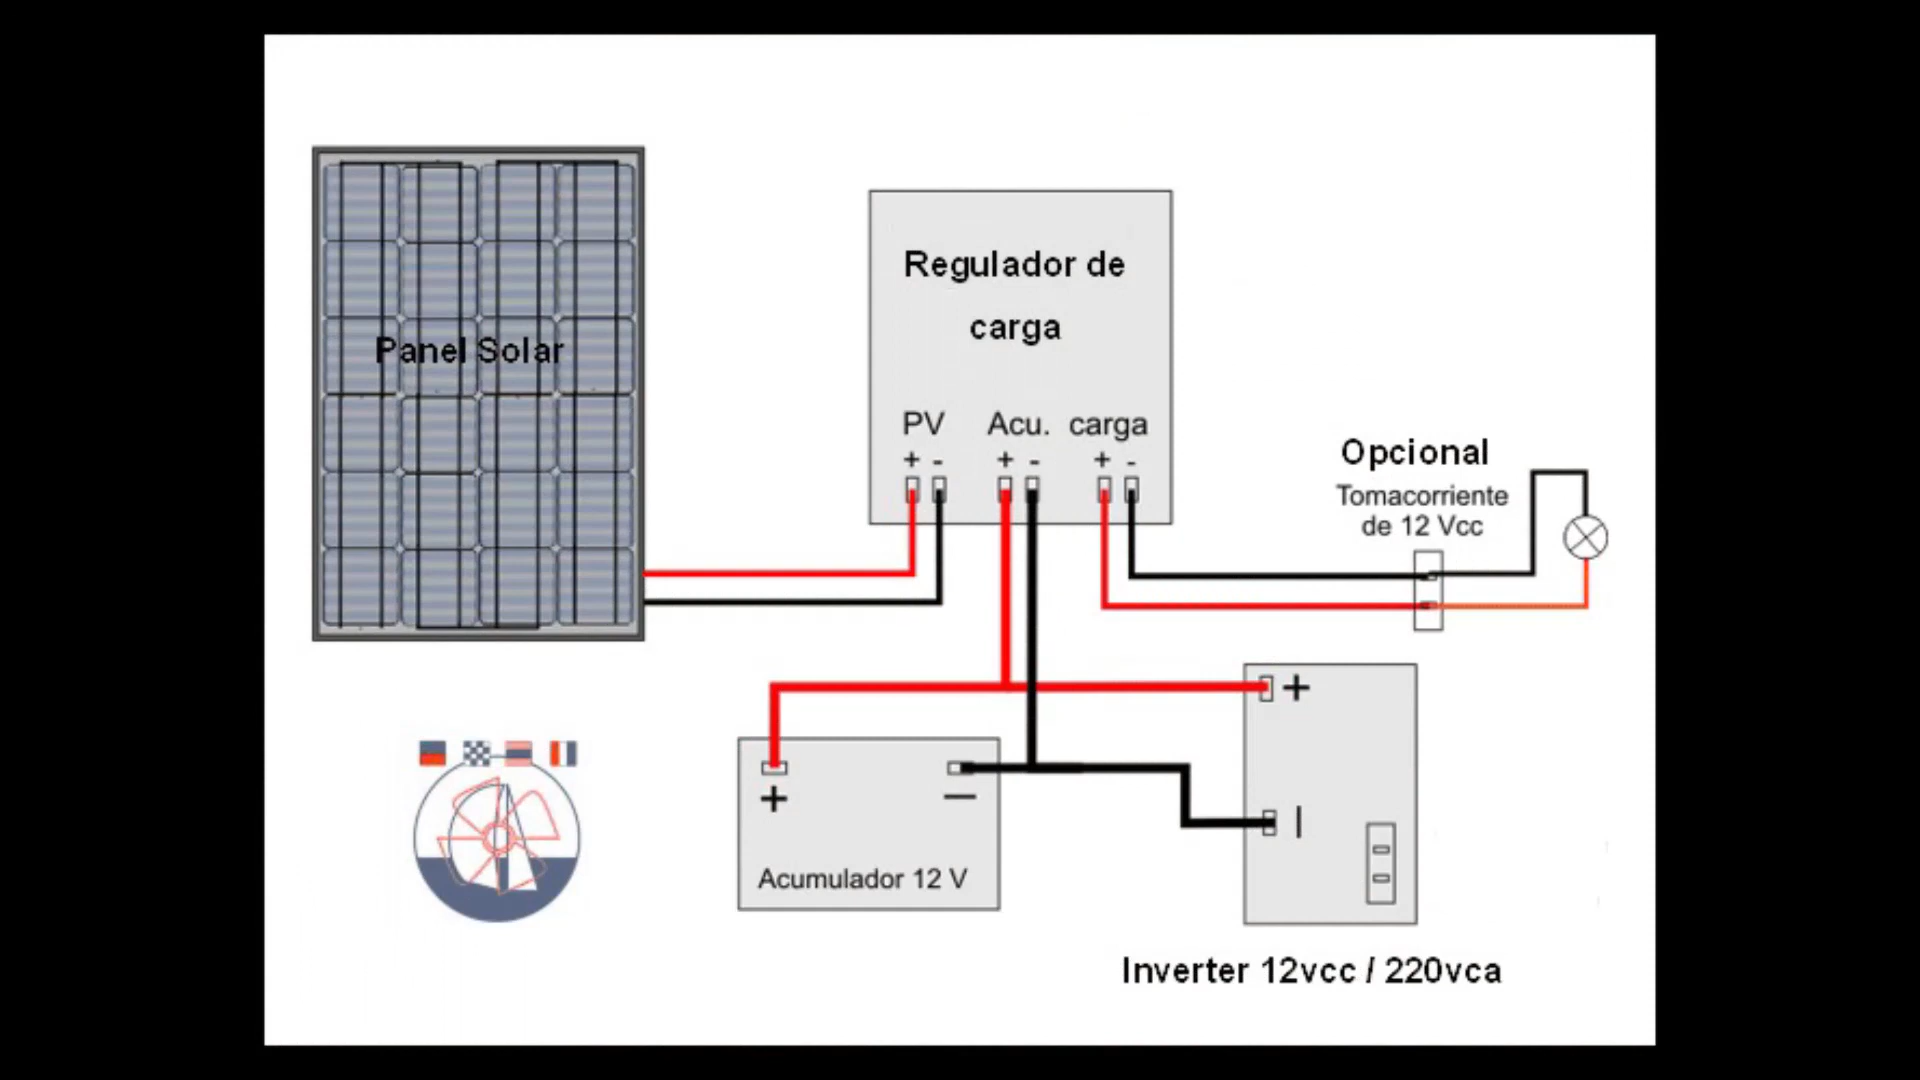 Panel Solar
Regulador de
carga
PV Acu. carga
+ - + - + -
Opcional
Tomacorriente
de 12 Vcc
+
+ —
—
Acumulador 12 V
Inverter 12vcc / 220vca